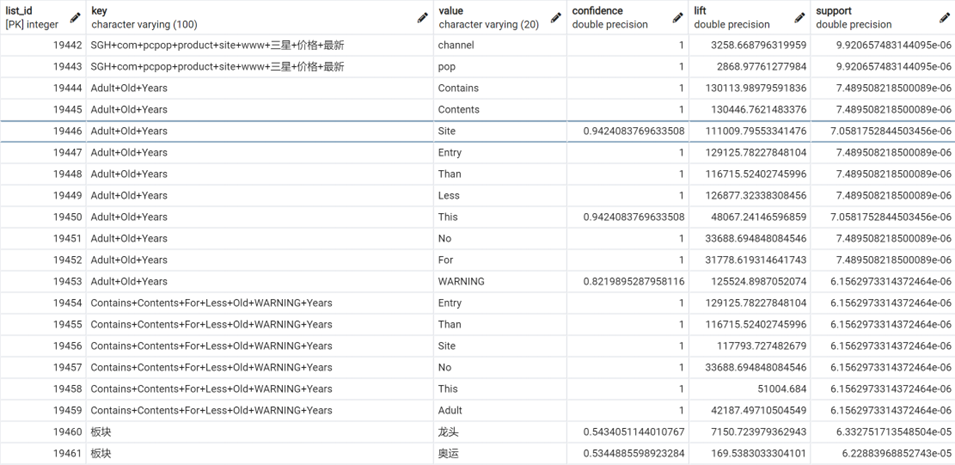 list_id key value confidence lift support
[PK] integer character varying (100) character varying (20) double precision double precision double precision
19442 SGH+com+pcpop+product+site+www+三星+价格+最新 channel 1 3258.668796319959 9.920657483144095e-06
19443 SGH+com+pcpop+product+site+www+三星+价格+最新 pop 1 2868.97761277984 9.920657483144095e-06
19444 Adult+Old+Years Contains 1 130113.98979591836 7.489508218500089e-06
19445 Adult+Old+Years Contents 1 130446.7621483376 7.489508218500089e-06
19446 Adult+Old+Years Site 0.9424083769633508 111009.79553341476 7.0581752844503456e-06
19447 Adult+Old+Years Entry 1 129125.78227848104 7.489508218500089e-06
19448 Adult+Old+Years Than 1 116715.52402745996 7.489508218500089e-06
19449 Adult+Old+Years Less 1 126877.32338308456 7.489508218500089e-06
19450 Adult+Old+Years This 0.9424083769633508 48067.24146596859 7.0581752844503456e-06
19451 Adult+Old+Years No 1 33688.694848084546 7.489508218500089e-06
19452 Adult+Old+Years For 1 31778.619314641743 7.489508218500089e-06
19453 Adult+Old+Years WARNING 0.8219895287958116 125524.8987052074 6.1562973314372464e-06
19454 Contains+Contents+For+Less+Old+WARNING+Years Entry 1 129125.78227848104 6.1562973314372464e-06
19455 Contains+Contents+For+Less+Old+WARNING+Years Than 1 116715.52402745996 6.1562973314372464e-06
19456 Contains+Contents+For+Less+Old+WARNING+Years Site 1 117793.727482679 6.1562973314372464e-06
19457 Contains+Contents+For+Less+Old+WARNING+Years No 1 33688.694848084546 6.1562973314372464e-06
19458 Contains+Contents+For+Less+Old+WARNING+Years This 1 51004.684 6.1562973314372464e-06
19459 Contains+Contents+For+Less+Old+WARNING+Years Adult 1 42187.49710504549 6.1562973314372464e-06
19460 板块 龙头 0.5434051144010767 7150.723979362943 6.332751713548504e-05
19461 板块 奥运 0.5344885598923284 169.5383033304101 6.22883968852743e-05